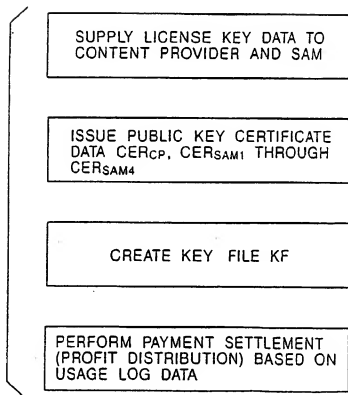 SUPPLY LICENSE KEY DATA TO
CONTENT PROVIDER AND SAM
ISSUE PUBLIC KEY CERTIFICATE
DATA CERCP, CERSAM1 THROUGH
CERSAM4
CREATE KEY FILE KF
PERFORM PAYMENT SETTLEMENT
(PROFIT DISTRIBUTION) BASED ON
USAGE LOG DATA